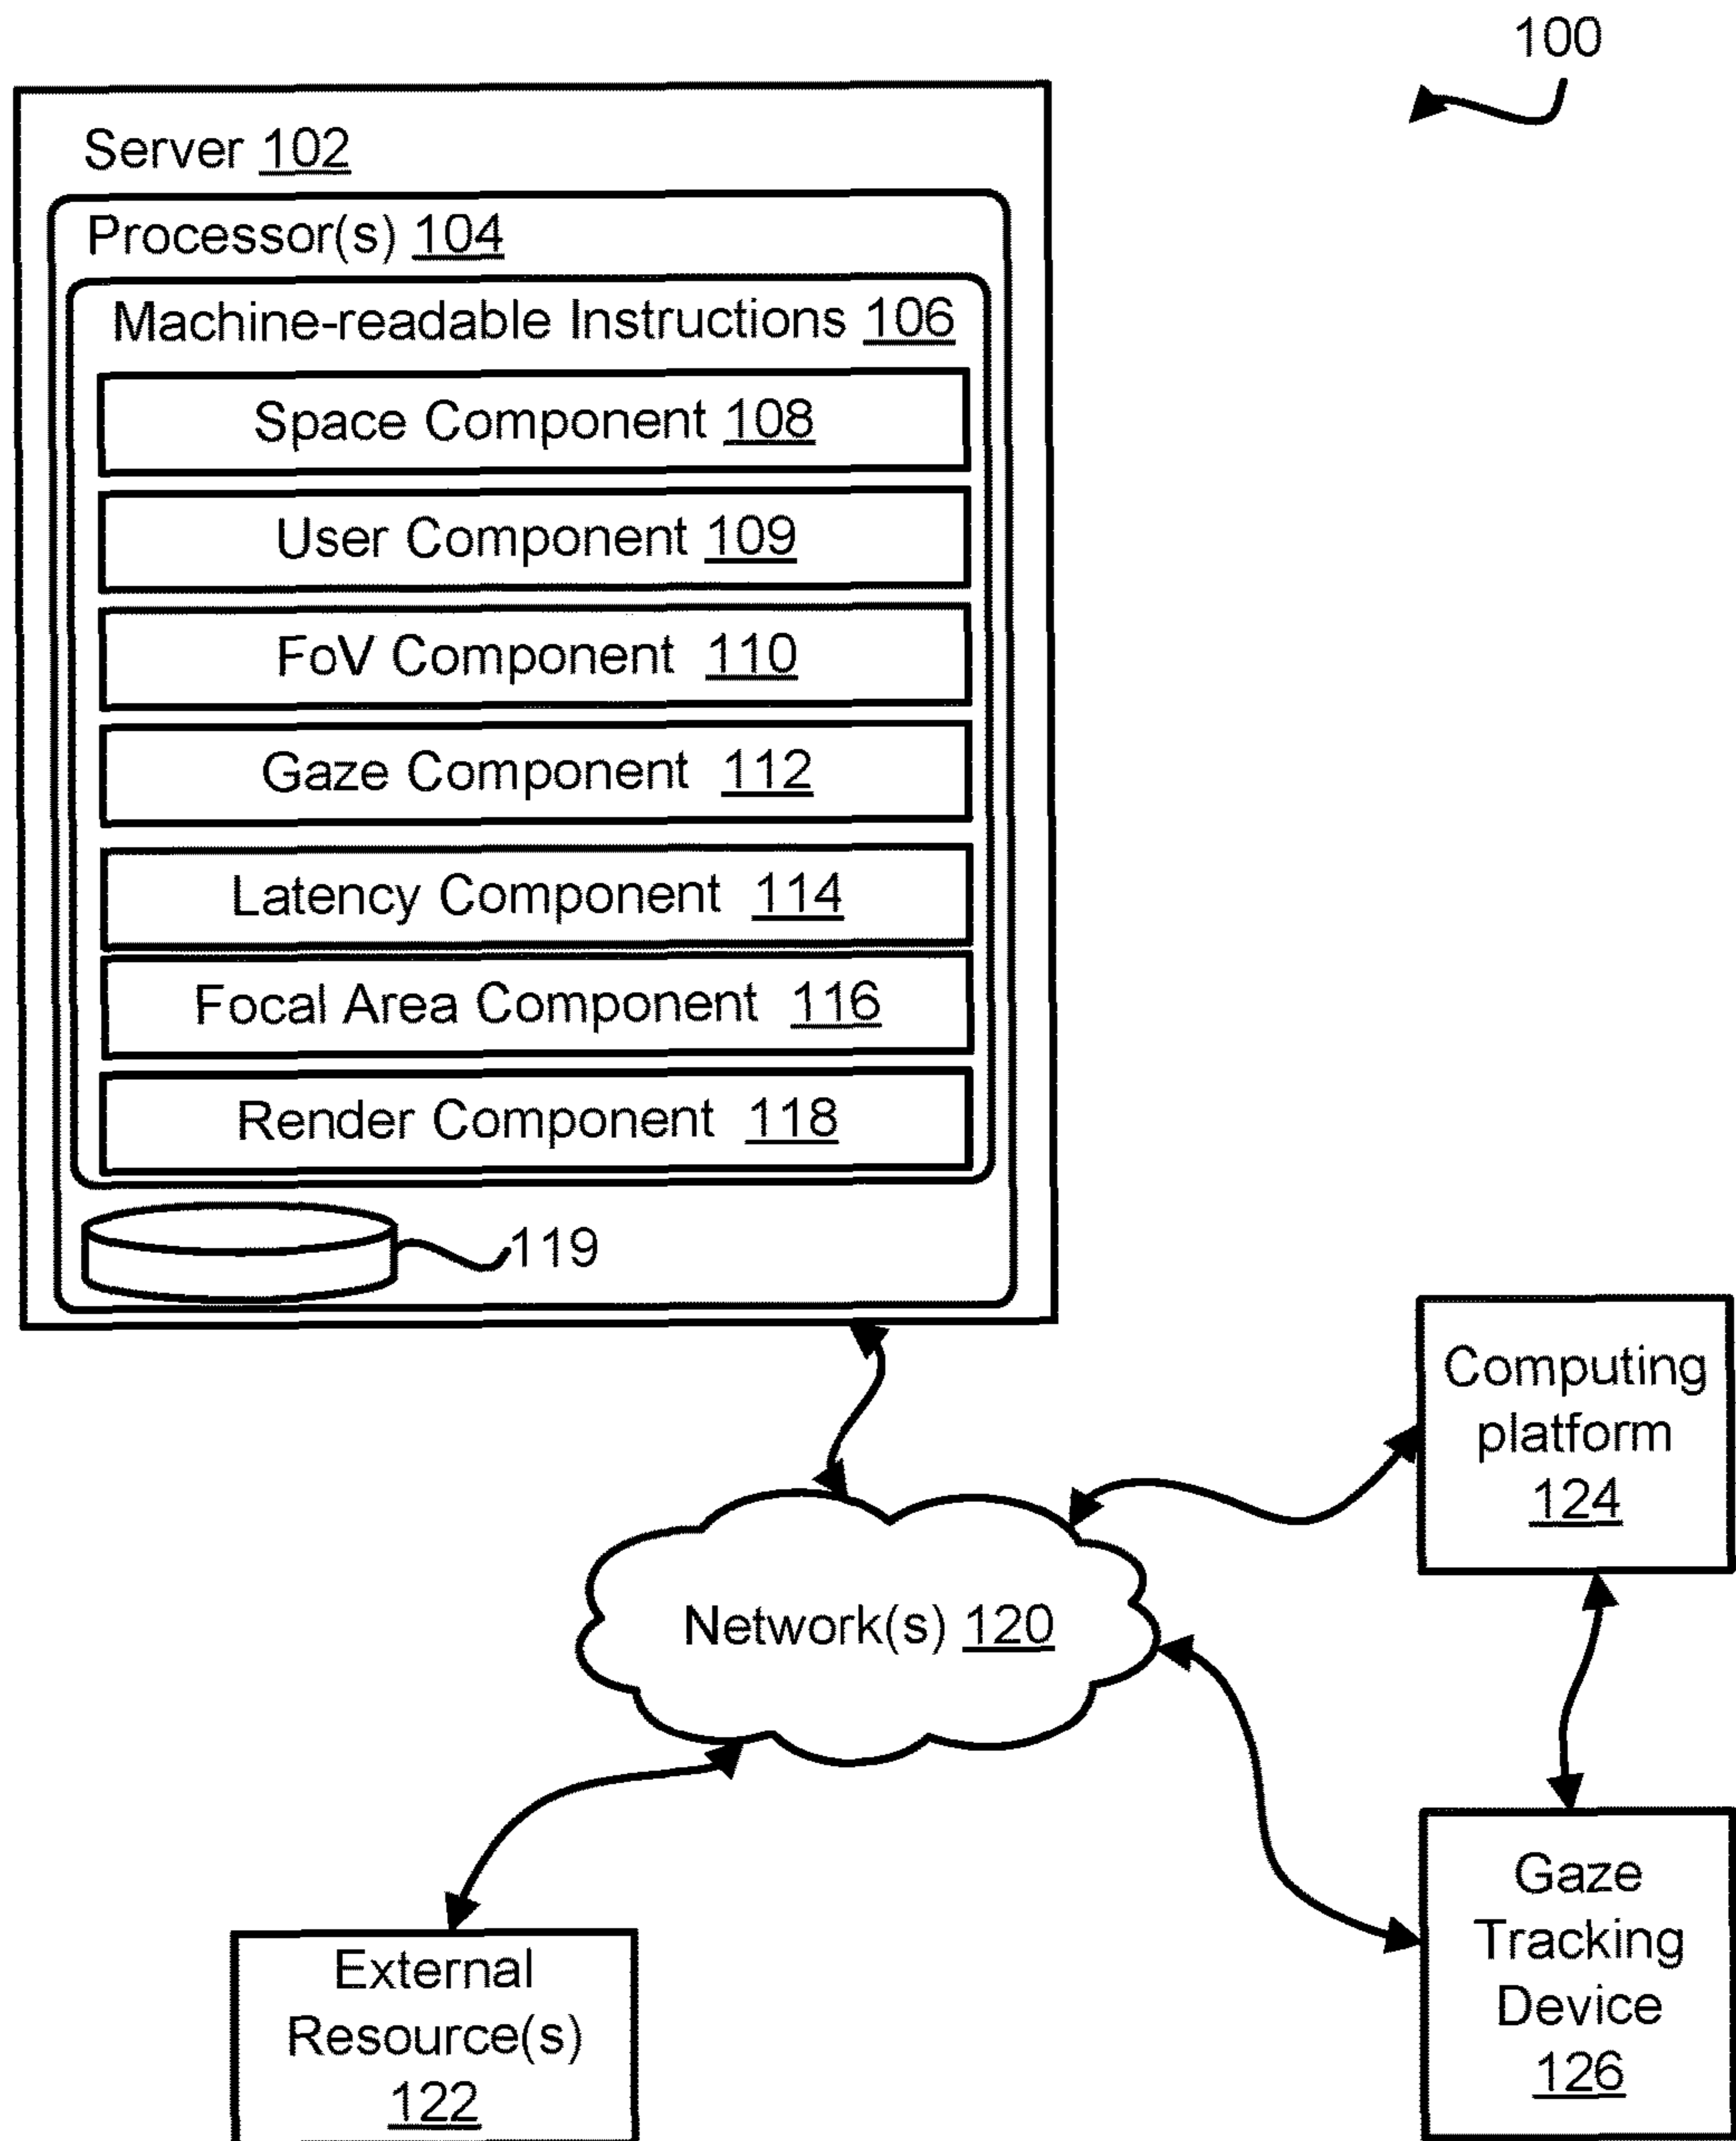 100
Server 102
Processor(s) 104
Machine-readable Instructions 106
Space Component 108
User Component 109
FoV Component 110
Gaze Component 112
Latency Component 114
Focal Area Component 116
Render Component 118
119
Computing
platform
124
Network(s) 120
Gaze
Tracking
Device
126
External
Resource(s)
122